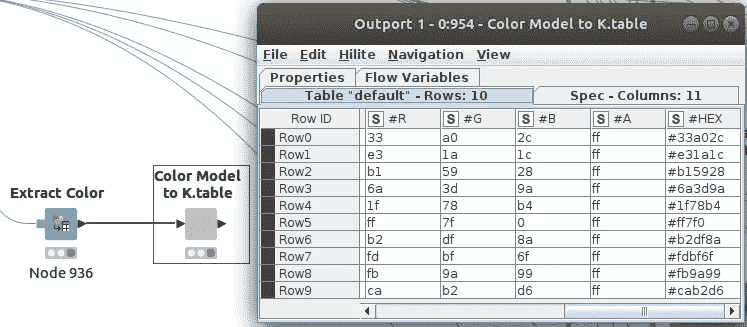 Extract Color
Node 936
Color Model
to K.table
Outport 1 - 0:954 - Color Model to K.table
File Edit Hilite Navigation View
Properties Flow Variables
Table "default" - Rows: 10 Spec - Columns: 11
Row ID S #R S #G S #B S #A S #HEX
Row0 33 a0 2c ff #33a02c
Row1 e3 1a 1c ff #e31a1c
Row2 b1 59 28 ff #b15928
Row3 6a 3d 9a ff #6a3d9a
Row4 1f 78 b4 ff #1f78b4
Row5 ff 7f 0 ff #ff7f0
Row6 b2 df 8a ff #b2df8a
Row7 fd bf 6f ff #fdbf6f
Row8 fb 9a 99 ff #fb9a99
Row9 ca b2 d6 ff #cab2d6